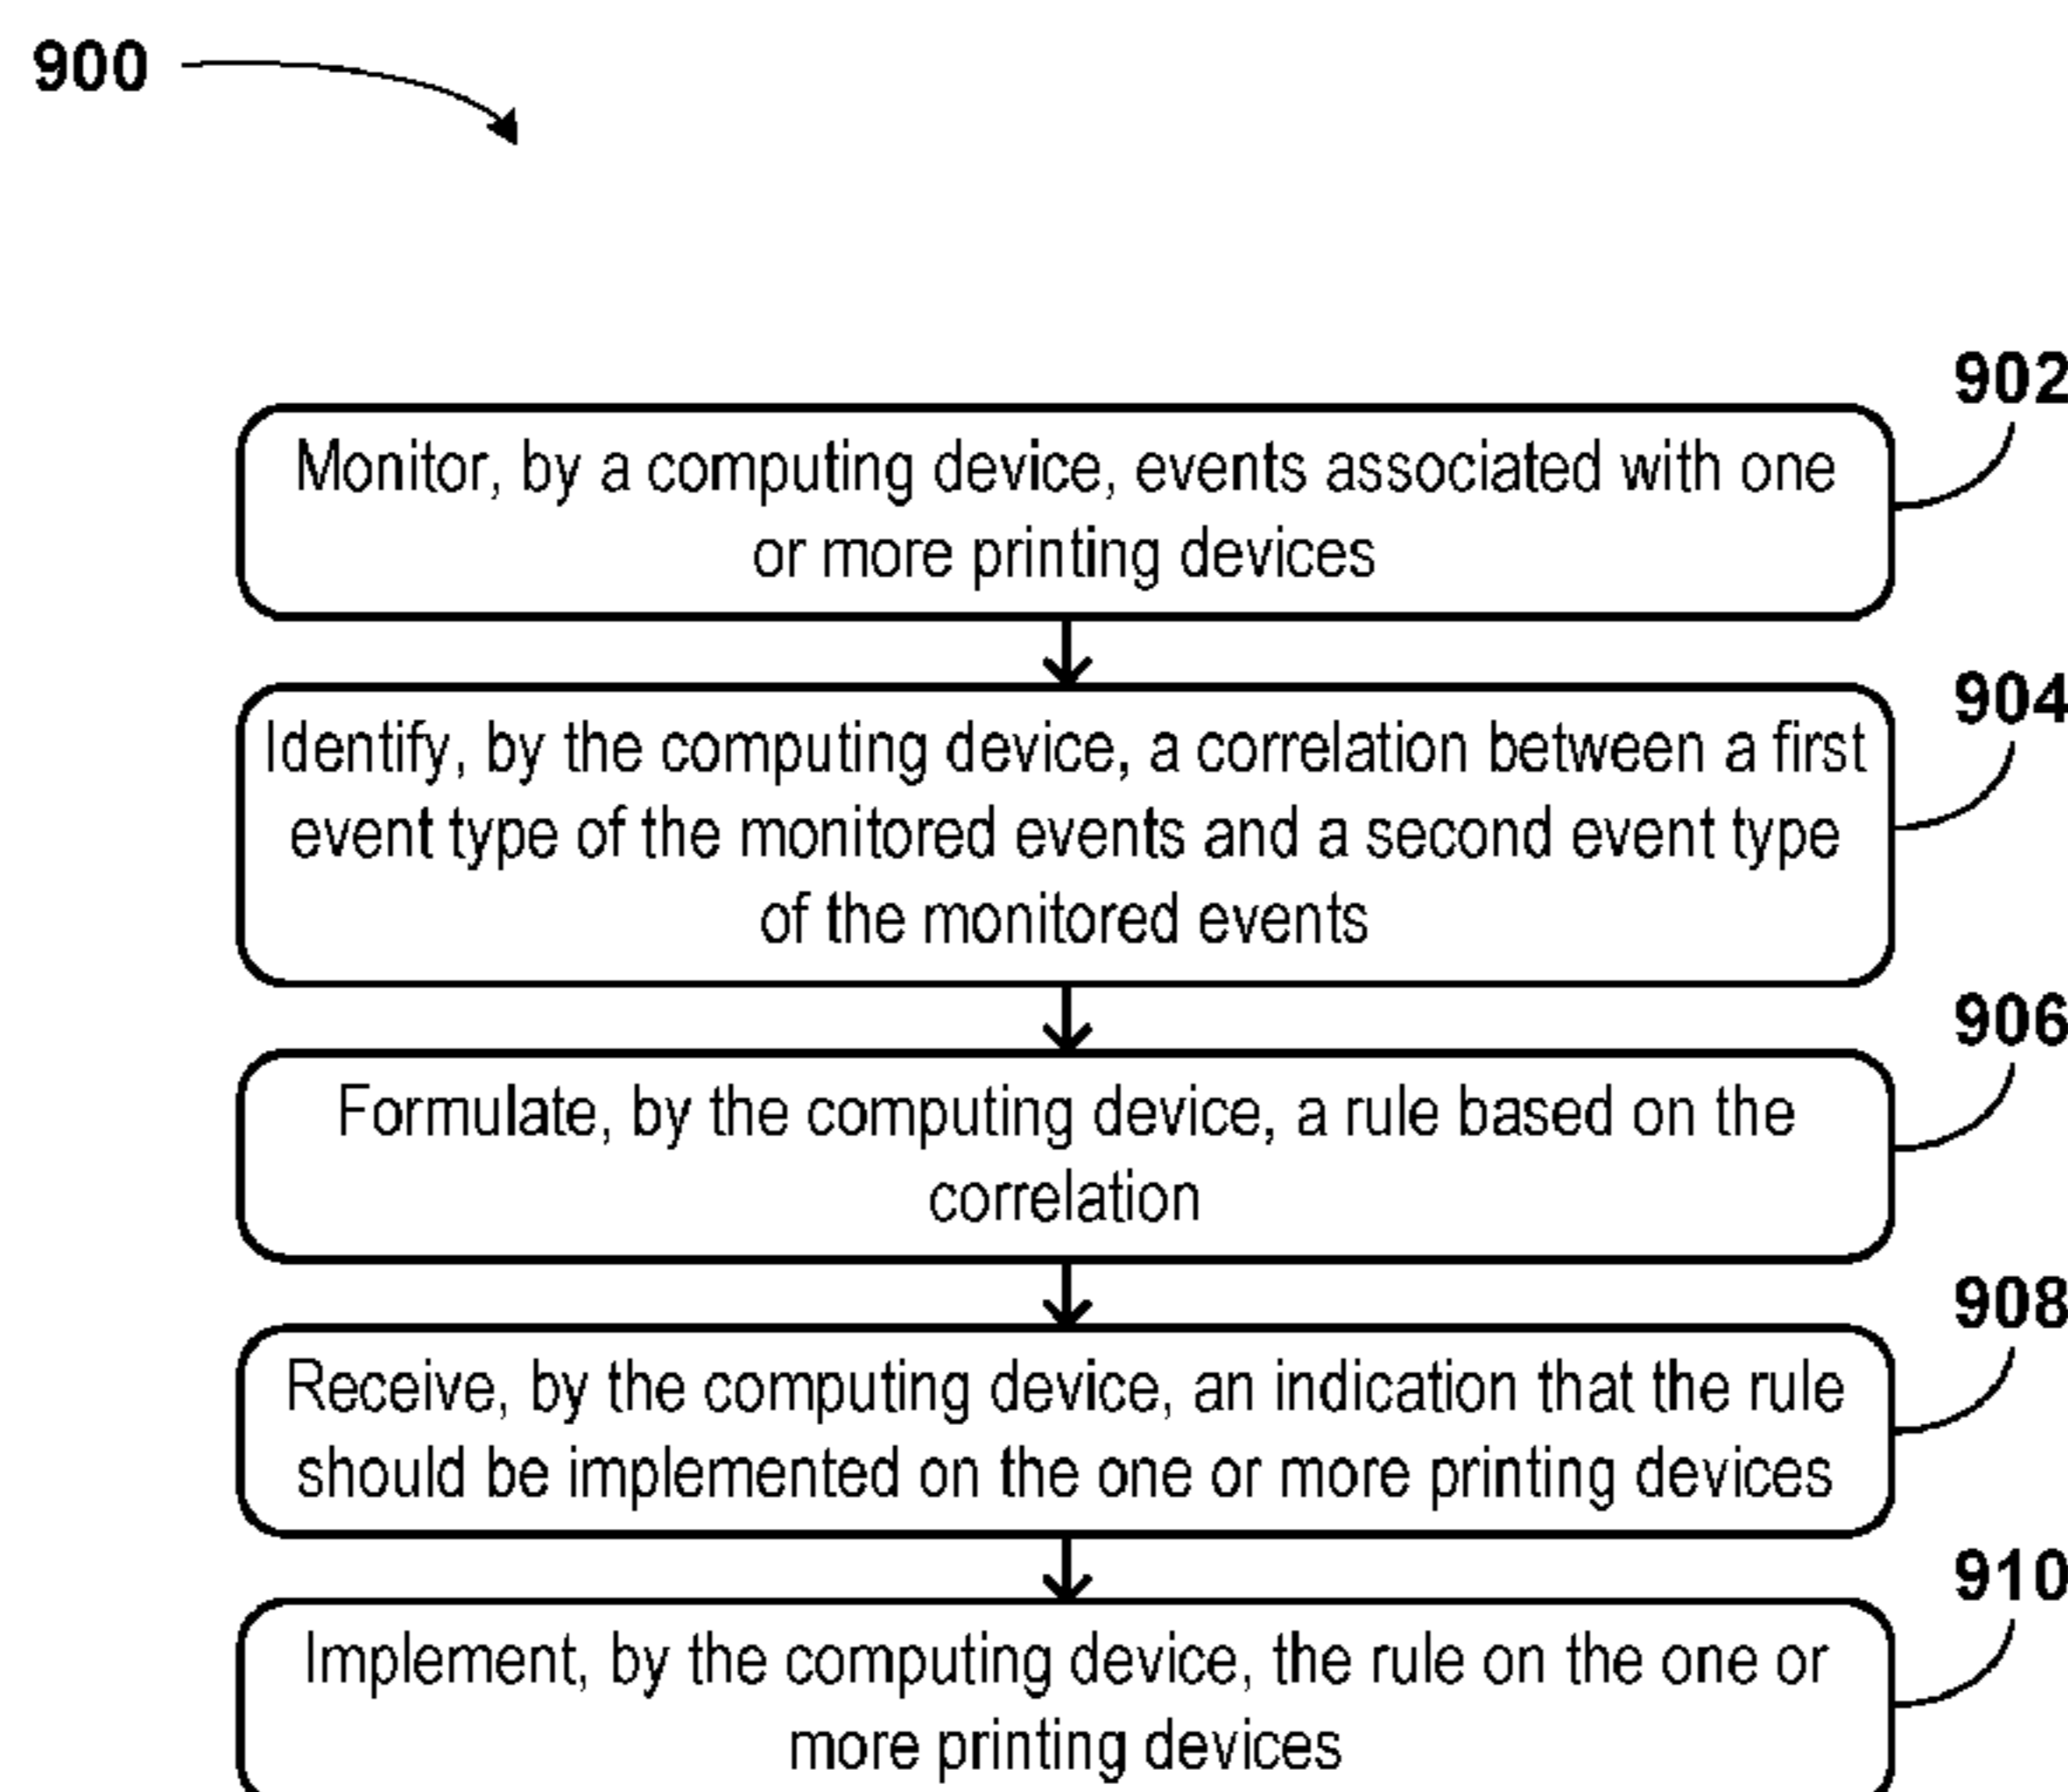 900
902
Monitor, by a computing device, events associated with one
or more printing devices
904
Identify, by the computing device, a correlation between a first
event type of the monitored events and a second event type
of the monitored events
906
Formulate, by the computing device, a rule based on the
correlation
908
Receive, by the computing device, an indication that the rule
should be implemented on the one or more printing devices
910
Implement, by the computing device, the rule on the one or
more printing devices